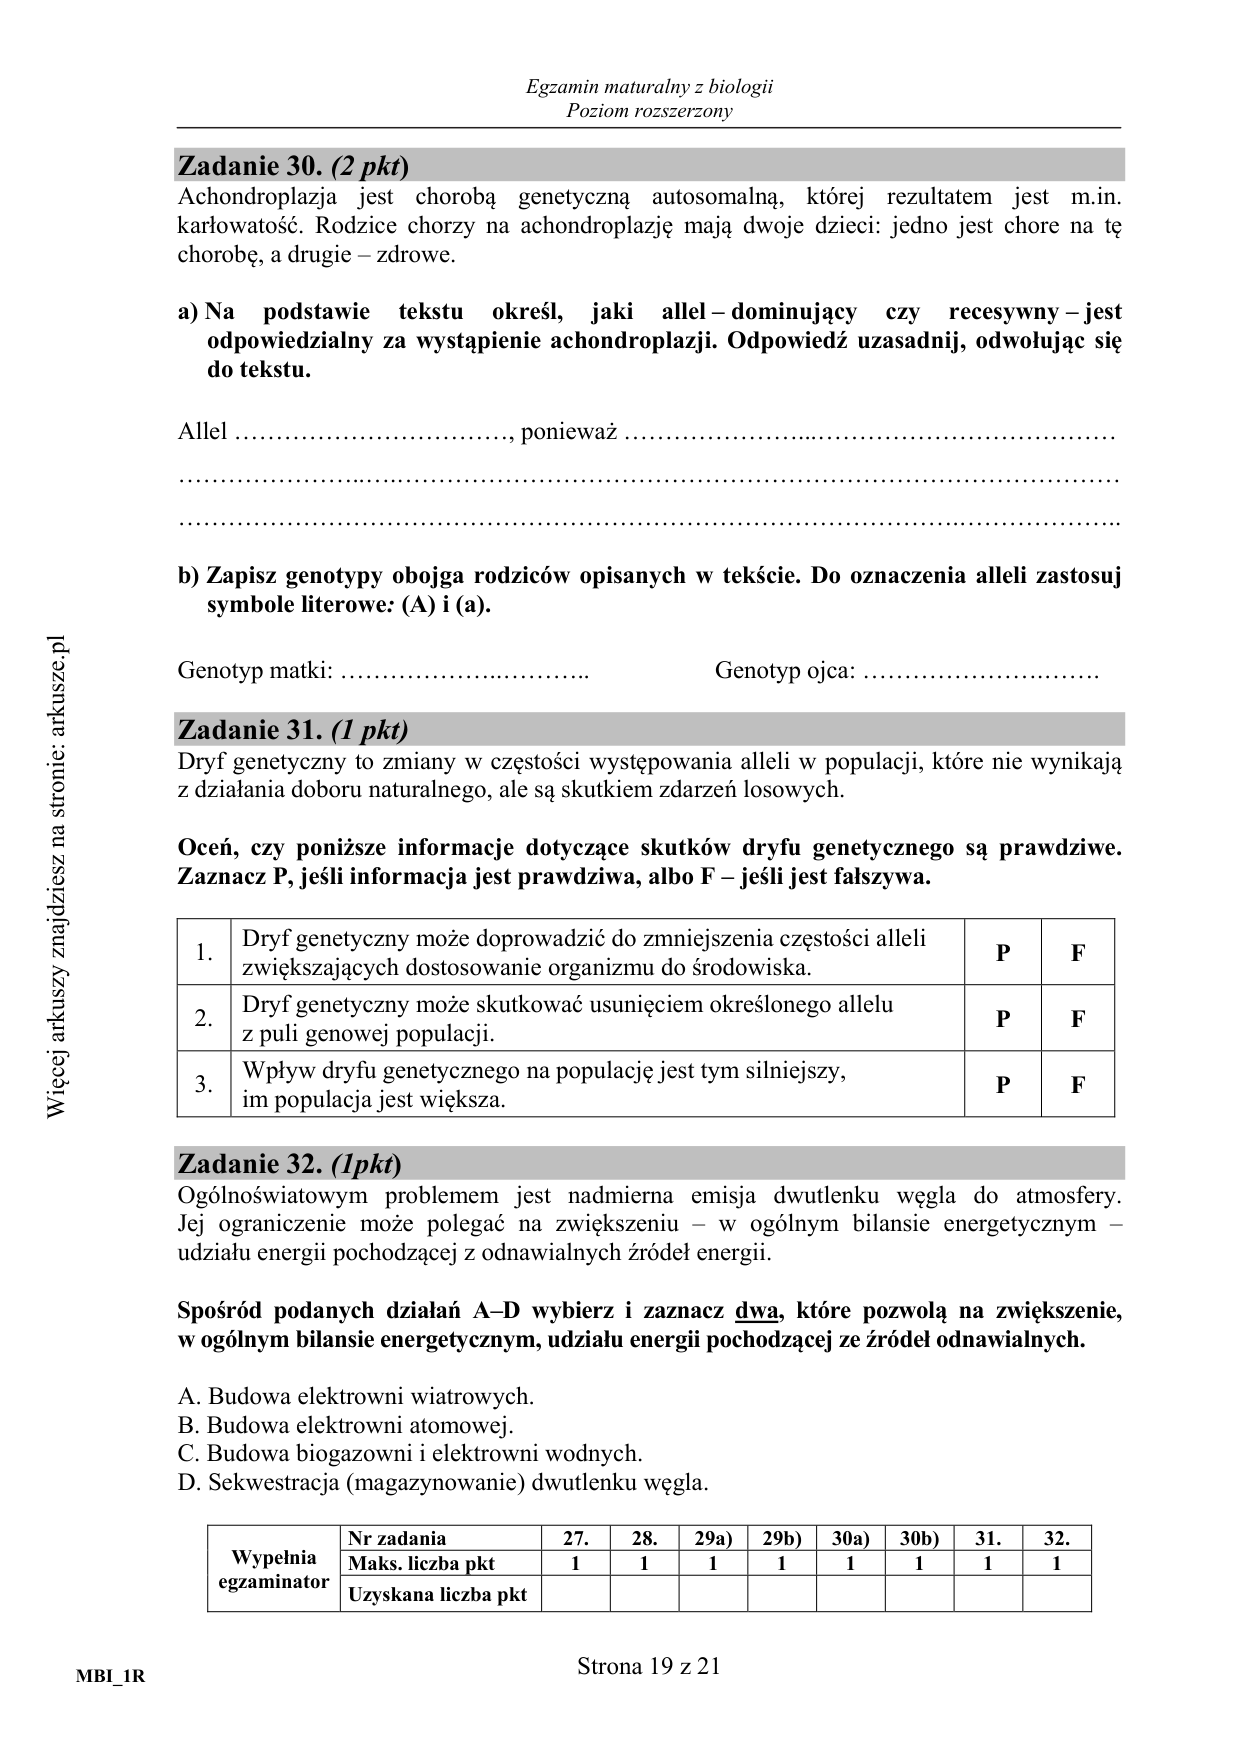 Egzamin maturalny z biologii
Poziom rozszerzony
Zadanie 30. (2 pkt)
Achondroplazja jest chorobą genetyczną autosomalną, której rezultatem jest m.in.
karłowatość. Rodzice chorzy na achondroplazję mają dwoje dzieci: jedno jest chore na tę
chorobę, a drugie – zdrowe.
a) Na podstawie tekstu określ, jaki allel – dominujący czy recesywny – jest
odpowiedzialny za wystąpienie achondroplazji. Odpowiedź uzasadnij, odwołując się
do tekstu.
Allel ……………………………, ponieważ …………………...………………………………
…………………..….……………………………………………………………………………
………………………………………………………………………………….………………..
b) Zapisz genotypy obojga rodziców opisanych w tekście. Do oznaczenia alleli zastosuj
symbole literowe: (A) i (a).
Genotyp matki: ……………….……….. Genotyp ojca: ………………….…….
Zadanie 31. (1 pkt)
Dryf genetyczny to zmiany w częstości występowania alleli w populacji, które nie wynikają
z działania doboru naturalnego, ale są skutkiem zdarzeń losowych.
Oceń, czy poniższe informacje dotyczące skutków dryfu genetycznego są prawdziwe.
Zaznacz P, jeśli informacja jest prawdziwa, albo F – jeśli jest fałszywa.
1. Dryf genetyczny może doprowadzić do zmniejszenia częstości alleli
zwiększających dostosowanie organizmu do środowiska. P F
2. Dryf genetyczny może skutkować usunięciem określonego allelu
z puli genowej populacji. P F
3. Wpływ dryfu genetycznego na populację jest tym silniejszy,
im populacja jest większa. P F
Zadanie 32. (1pkt)
Ogólnoświatowym problemem jest nadmierna emisja dwutlenku węgla do atmosfery.
Jej ograniczenie może polegać na zwiększeniu – w ogólnym bilansie energetycznym –
udziału energii pochodzącej z odnawialnych źródeł energii.
Spośród podanych działań A–D wybierz i zaznacz dwa, które pozwolą na zwiększenie,
w ogólnym bilansie energetycznym, udziału energii pochodzącej ze źródeł odnawialnych.
A. Budowa elektrowni wiatrowych.
B. Budowa elektrowni atomowej.
C. Budowa biogazowni i elektrowni wodnych.
D. Sekwestracja (magazynowanie) dwutlenku węgla.
Wypełnia
egzaminator
Nr zadania 27. 28. 29a) 29b) 30a) 30b) 31. 32.
Maks. liczba pkt 1 1 1 1 1 1 1 1
Uzyskana liczba pkt
Strona 19 z 21
MBI_1R
Więcej arkuszy znajdziesz na stronie: arkusze.pl